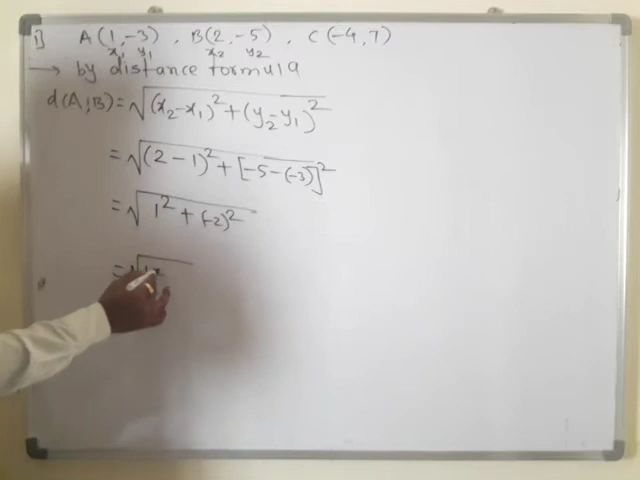 1] A(1,-3), B(2,-5), C(-4,7)
x₁ y₁ x₂ y₂
→ by distance formula
d(A,B)=√(x₂-x₁)²+(y₂-y₁)²
=√(2-1)²+[-5-(-3)]²
=√1²+(-2)²
=√1+